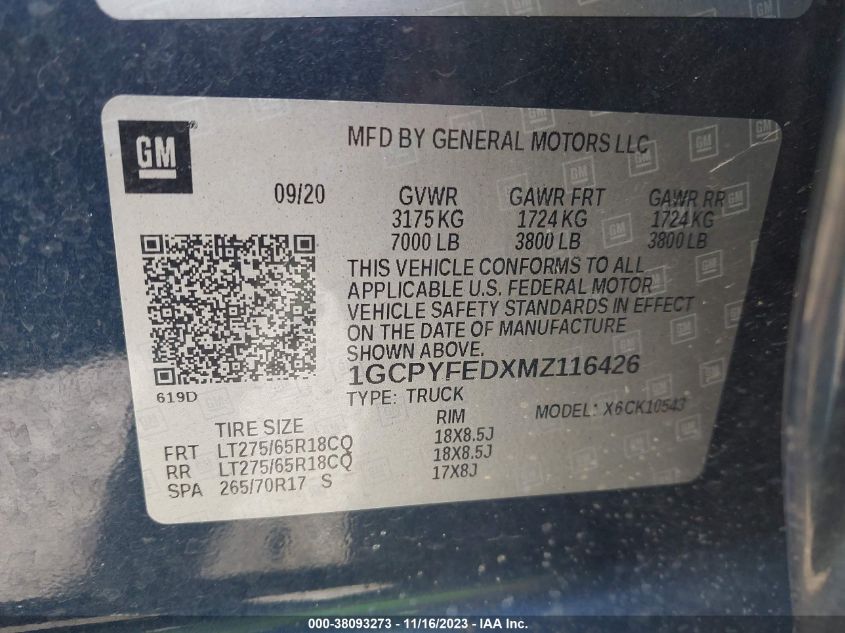 GM
MFD BY GENERAL MOTORS LLC
09/20 GVWR GAWR FRT GAWR RR
3175 KG 1724 KG 1724 KG
7000 LB 3800 LB 3800 LB
THIS VEHICLE CONFORMS TO ALL
APPLICABLE U.S. FEDERAL MOTOR
VEHICLE SAFETY STANDARDS IN EFFECT
ON THE DATE OF MANUFACTURE
SHOWN ABOVE.
619D
1GCPYFEDXMZ116426
TYPE: TRUCK MODEL: X6CK10543
TIRE SIZE RIM
FRT LT275/65R18CQ 18X8.5J
RR LT275/65R18CQ 18X8.5J
SPA 265/70R17 S 17X8J
000-38093273 - 11/16/2023 - IAAI.com